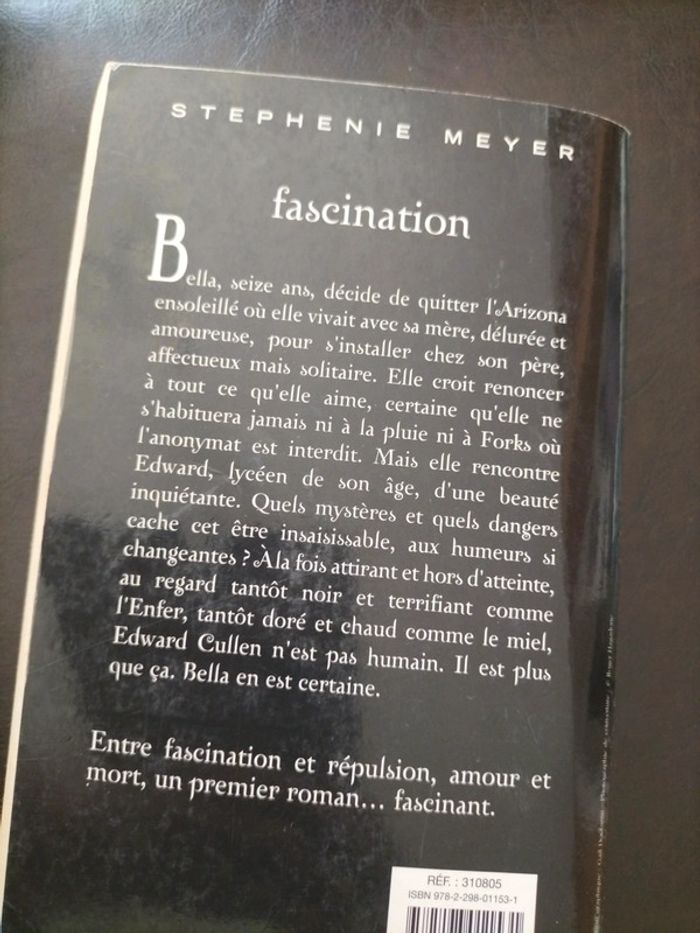 STEPHENIE MEYER
fascination
Bella, seize ans, décide de quitter l'Arizona
ensoleillé où elle vivait avec sa mère, délurée et
amoureuse, pour s'installer chez son père,
affectueux mais solitaire. Elle croit renoncer
à tout ce qu'elle aime, certaine qu'elle ne
s'habituera jamais ni à la pluie ni à Forks où
l'anonymat est interdit. Mais elle rencontre
Edward, lycéen de son âge, d'une beauté
inquiétante. Quels mystères et quels dangers
cache cet être insaisissable, aux humeurs si
changeantes ? À la fois attirant et hors d'atteinte,
au regard tantôt noir et terrifiant comme
l'Enfer, tantôt doré et chaud comme le miel,
Edward Cullen n'est pas humain. Il est plus
que ça. Bella en est certaine.
Entre fascination et répulsion, amour et
mort, un premier roman... fascinant.
RÉF. : 310805
ISBN 978-2-298-01153-1